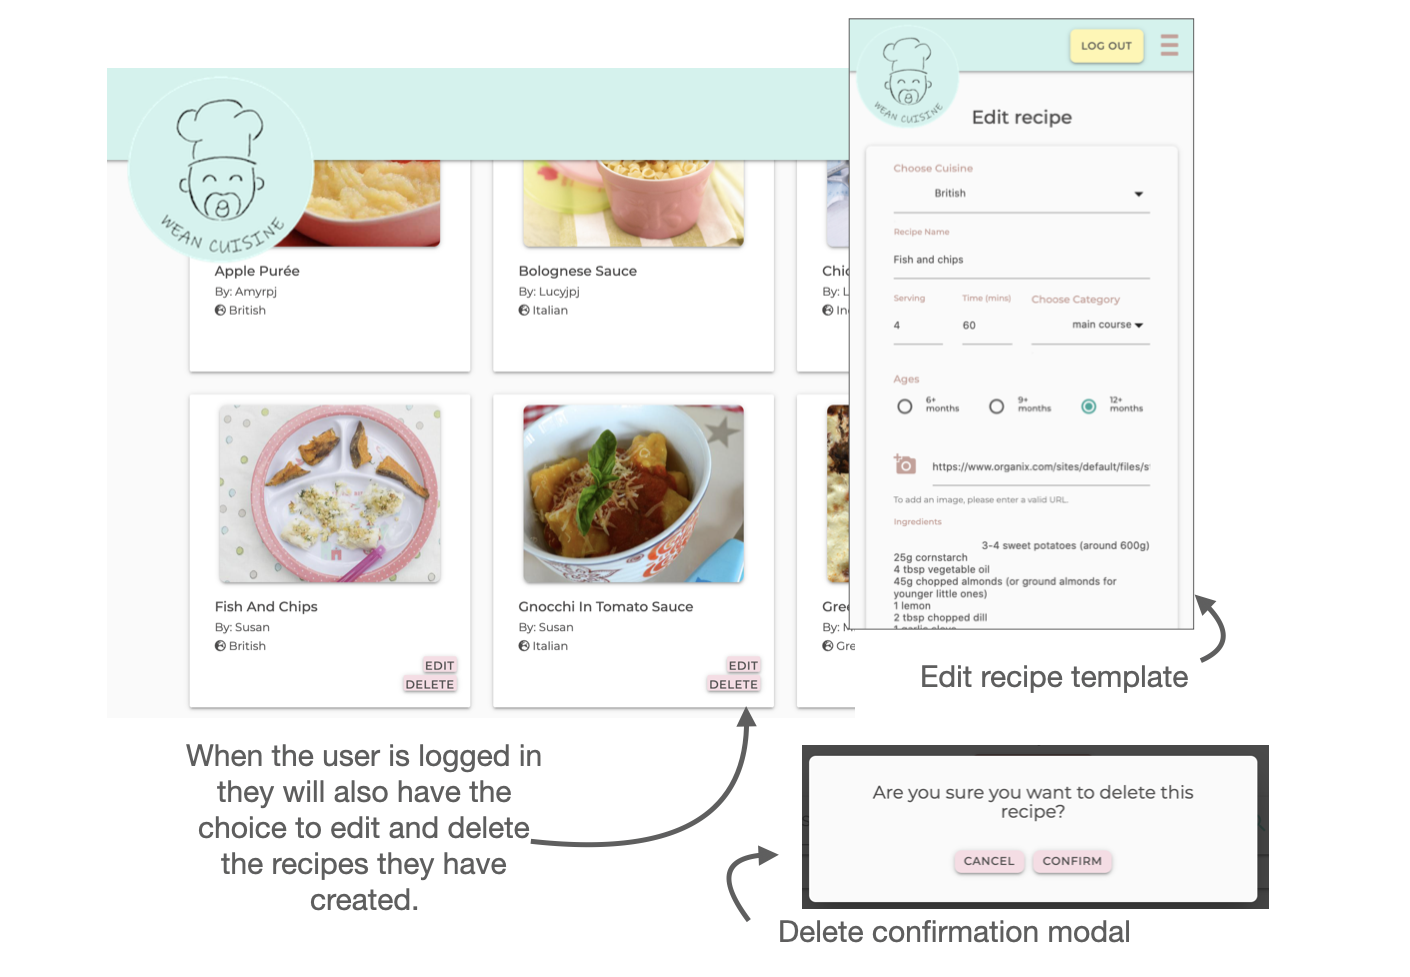 WEAN CUISINE
Apple Purée
By: Amyrpj
British
Bolognese Sauce
By: Lucyjpj
Italian
Chic
By: L
In
Fish And Chips
By: Susan
British
EDIT
DELETE
Gnocchi In Tomato Sauce
By: Susan
Italian
EDIT
DELETE
Gree
By: N
Gre
When the user is logged in
they will also have the
choice to edit and delete
the recipes they have
created.
LOG OUT
WEAN CUISINE
Edit recipe
Choose Cuisine
British
Recipe Name
Fish and chips
Serving
Time (mins)
Choose Category
4
60
main course
Ages
6+
months
9+
months
12+
months
https://www.organix.com/sites/default/files/s
To add an image, please enter a valid URL.
Ingredients
3-4 sweet potatoes (around 600g)
25g cornstarch
4 tbsp vegetable oil
45g chopped almonds (or ground almonds for
younger little ones)
1 lemon
2 tbsp chopped dill
1 garlic clove
Edit recipe template
Are you sure you want to delete this
recipe?
CANCEL
CONFIRM
Delete confirmation modal